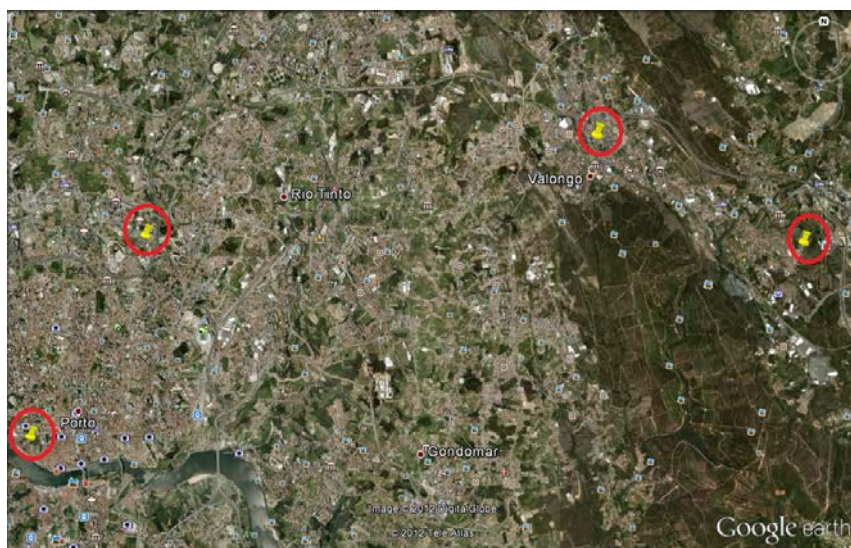 N
Valongo
Rio Tinto
Porto
Gondomar
Image © 2012 DigitalGlobe
© 2012 Tele Atlas
Google earth